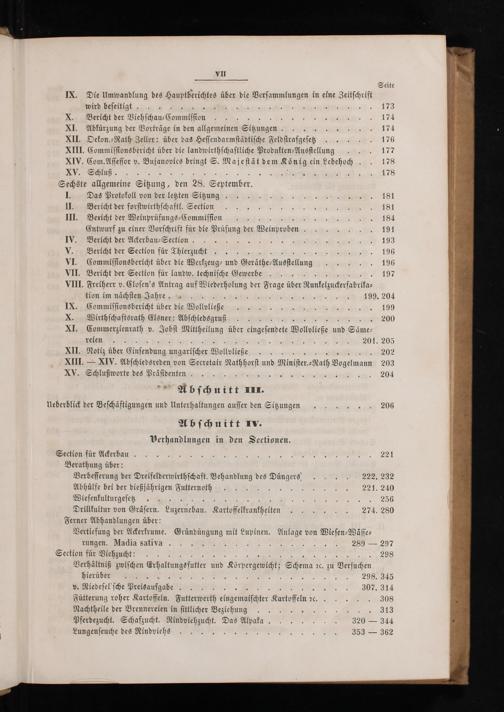 VII
Seite
IX. Die Umwandlung des Hauptberichtes über die Versammlungen in eine Zeitschrift
wird beseitigt . . . 173
X. Bericht der Viehschau-Commission . . . 174
XI. Abkürzung der Vorträge in den allgemeinen Sitzungen . . . 174
XII. Dekon.-Rath Zeller: über das Hessendarmstädtische Feldstrafgesetz . . . 176
XIII. Commissionsbericht über die landwirthschaftliche Produkten-Ausstellung . . . 177
XIV. Com.Assessor v. Bujanovics bringt S. Majestät dem König ein Lebehoch . . 178
XV. Schluß . . . 178
Sechste allgemeine Sitzung, den 28. September.
I. Das Protokoll von der letzten Sitzung . . . 181
II. Bericht der forstwirthschaftl. Section . . . 181
III. Bericht der Weinprüfungs-Commission . . . 184
Entwurf zu einer Vorschrift für die Prüfung der Weinproben . . . 191
IV. Bericht der Ackerbau-Section . . . 193
V. Bericht der Section für Thierzucht . . . 196
VI. Commissionsbericht über die Werkzeug- und Geräthe-Ausstellung . . . 196
VII. Bericht der Section für landw. technische Gewerbe . . . 197
VIII. Freiherr v. Closen's Antrag auf Wiederholung der Frage über Runkelzuckerfabrika-
tion im nächsten Jahre . . . 199. 204
IX. Commissionsbericht über die Wollvließe . . . 199
X. Wirthschaftsrath Elsner: Abschiedsgruß . . . 200
XI. Commerzienrath v. Jobst Mittheilung über eingesendete Wollvließe und Säme-
reien . . . 201. 205
XII. Notiz über Einsendung ungarischer Wollvließe . . . 202
XIII. — XIV. Abschiedsreden von Secretair Nathhorst und Minister.-Rath Vogelmann 203
XV. Schlußworte des Präsidenten . . . 204
Abschnitt III.
Ueberblick der Beschäftigungen und Unterhaltungen ausser den Sitzungen . . . 206
Abschnitt IV.
Verhandlungen in den Sectionen.
Section für Ackerbau . . . 221
Berathung über:
Verbesserung der Dreifelderwirthschaft. Behandlung des Düngers . . . 222, 232
Abhülfe bei der dießjährigen Futternoth . . . 221. 240
Wiesenkulturgesetz . . . 256
Drillkultur von Gräsern. Luzernebau. Kartoffelkrankheiten . . . 274. 280
Ferner Abhandlungen über:
Vertiefung der Ackerkrume. Gründüngung mit Lupinen. Anlage von Wiesen-Wässe-
rungen. Madia sativa . . . 289 — 297
Section für Viehzucht: . . . 298
Verhältniß zwischen Erhaltungsfutter und Körpergewicht; Schema ꝛc. zu Versuchen
hierüber . . . 298. 345
v. Riedesel'sche Preisaufgabe . . . 307, 314
Fütterung roher Kartoffeln. Futterwerth eingemaischter Kartoffeln ꝛc. . . . 308
Nachtheile der Brennereien in sittlicher Beziehung . . . 313
Pferdezucht. Schafzucht. Rindviehzucht. Das Alpaka . . . 320 — 344
Lungenseuche des Rindviehs . . . 353 — 362